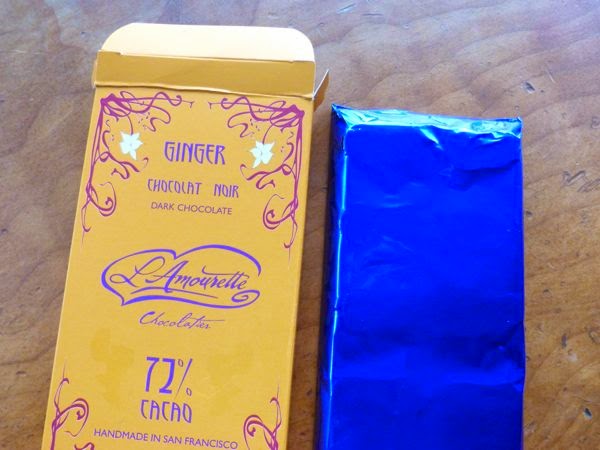 GINGER
CHOCOLAT NOIR
DARK CHOCOLATE
L'Amourette
Chocolatier
72%
CACAO
HANDMADE IN SAN FRANCISCO